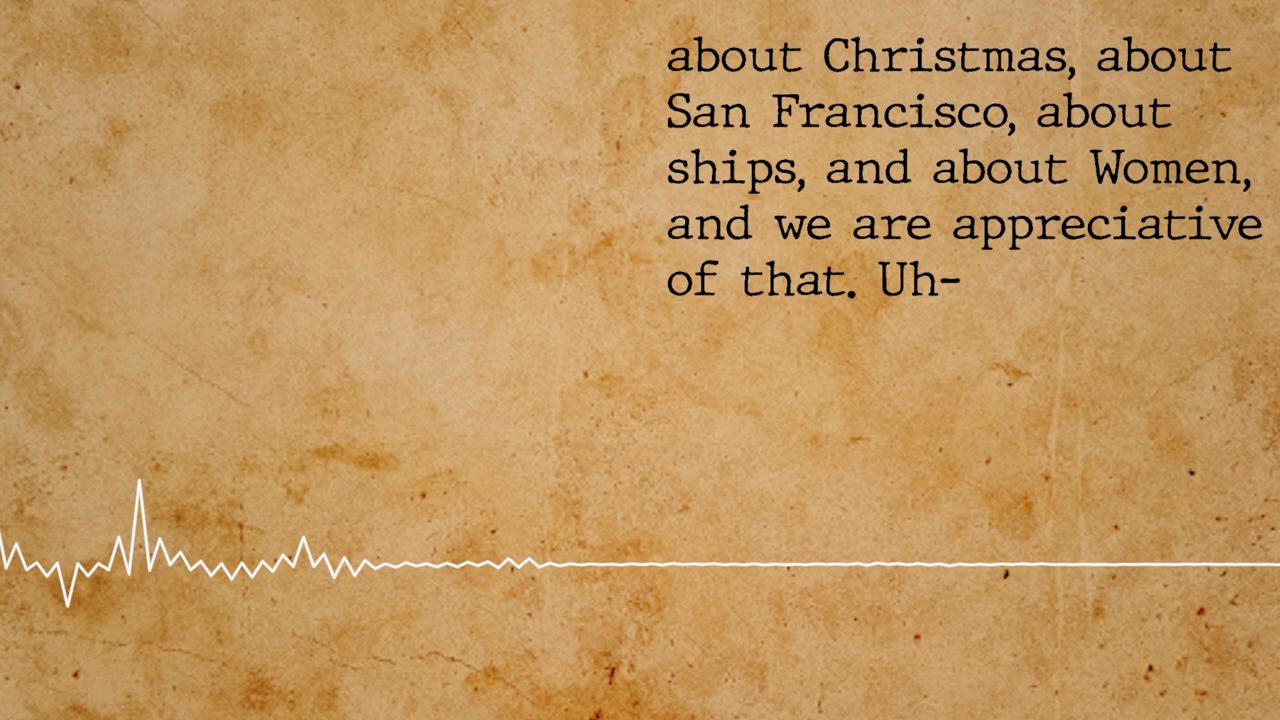 about Christmas, about
San Francisco, about
ships, and about Women,
and we are appreciative
of that. Uh-